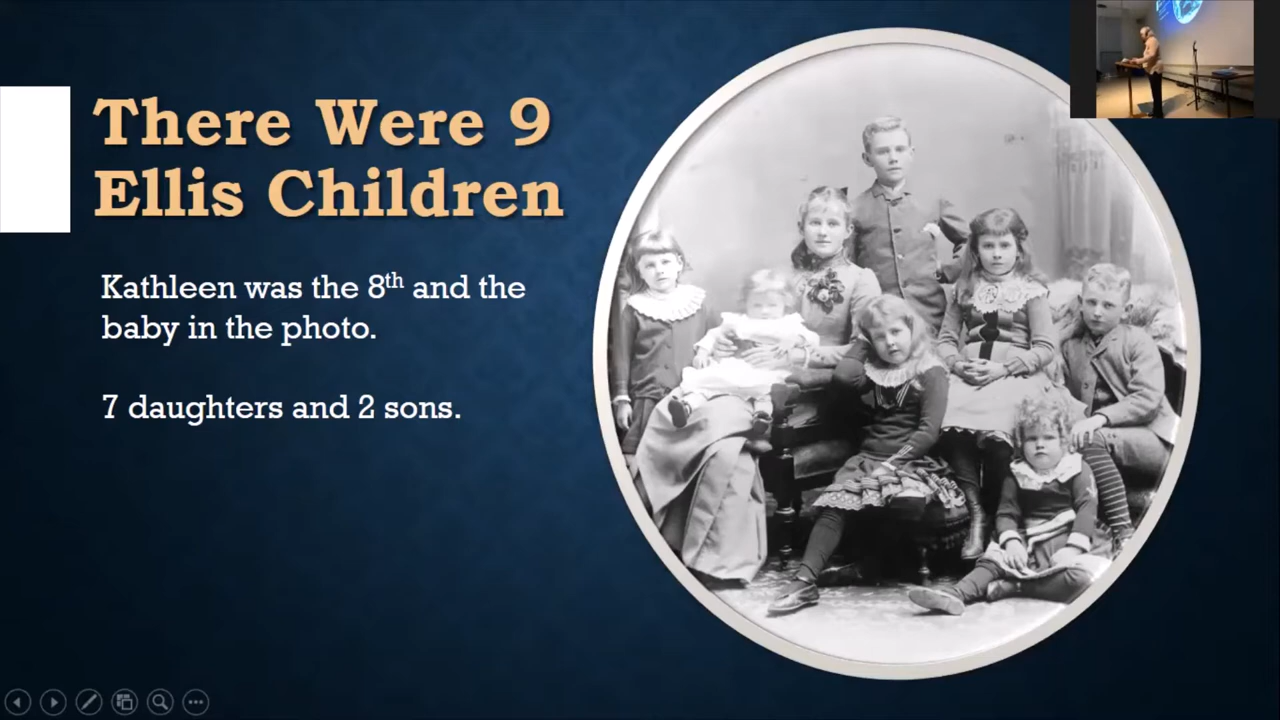 There Were 9
Ellis Children
Kathleen was the 8th and the
baby in the photo.
7 daughters and 2 sons.